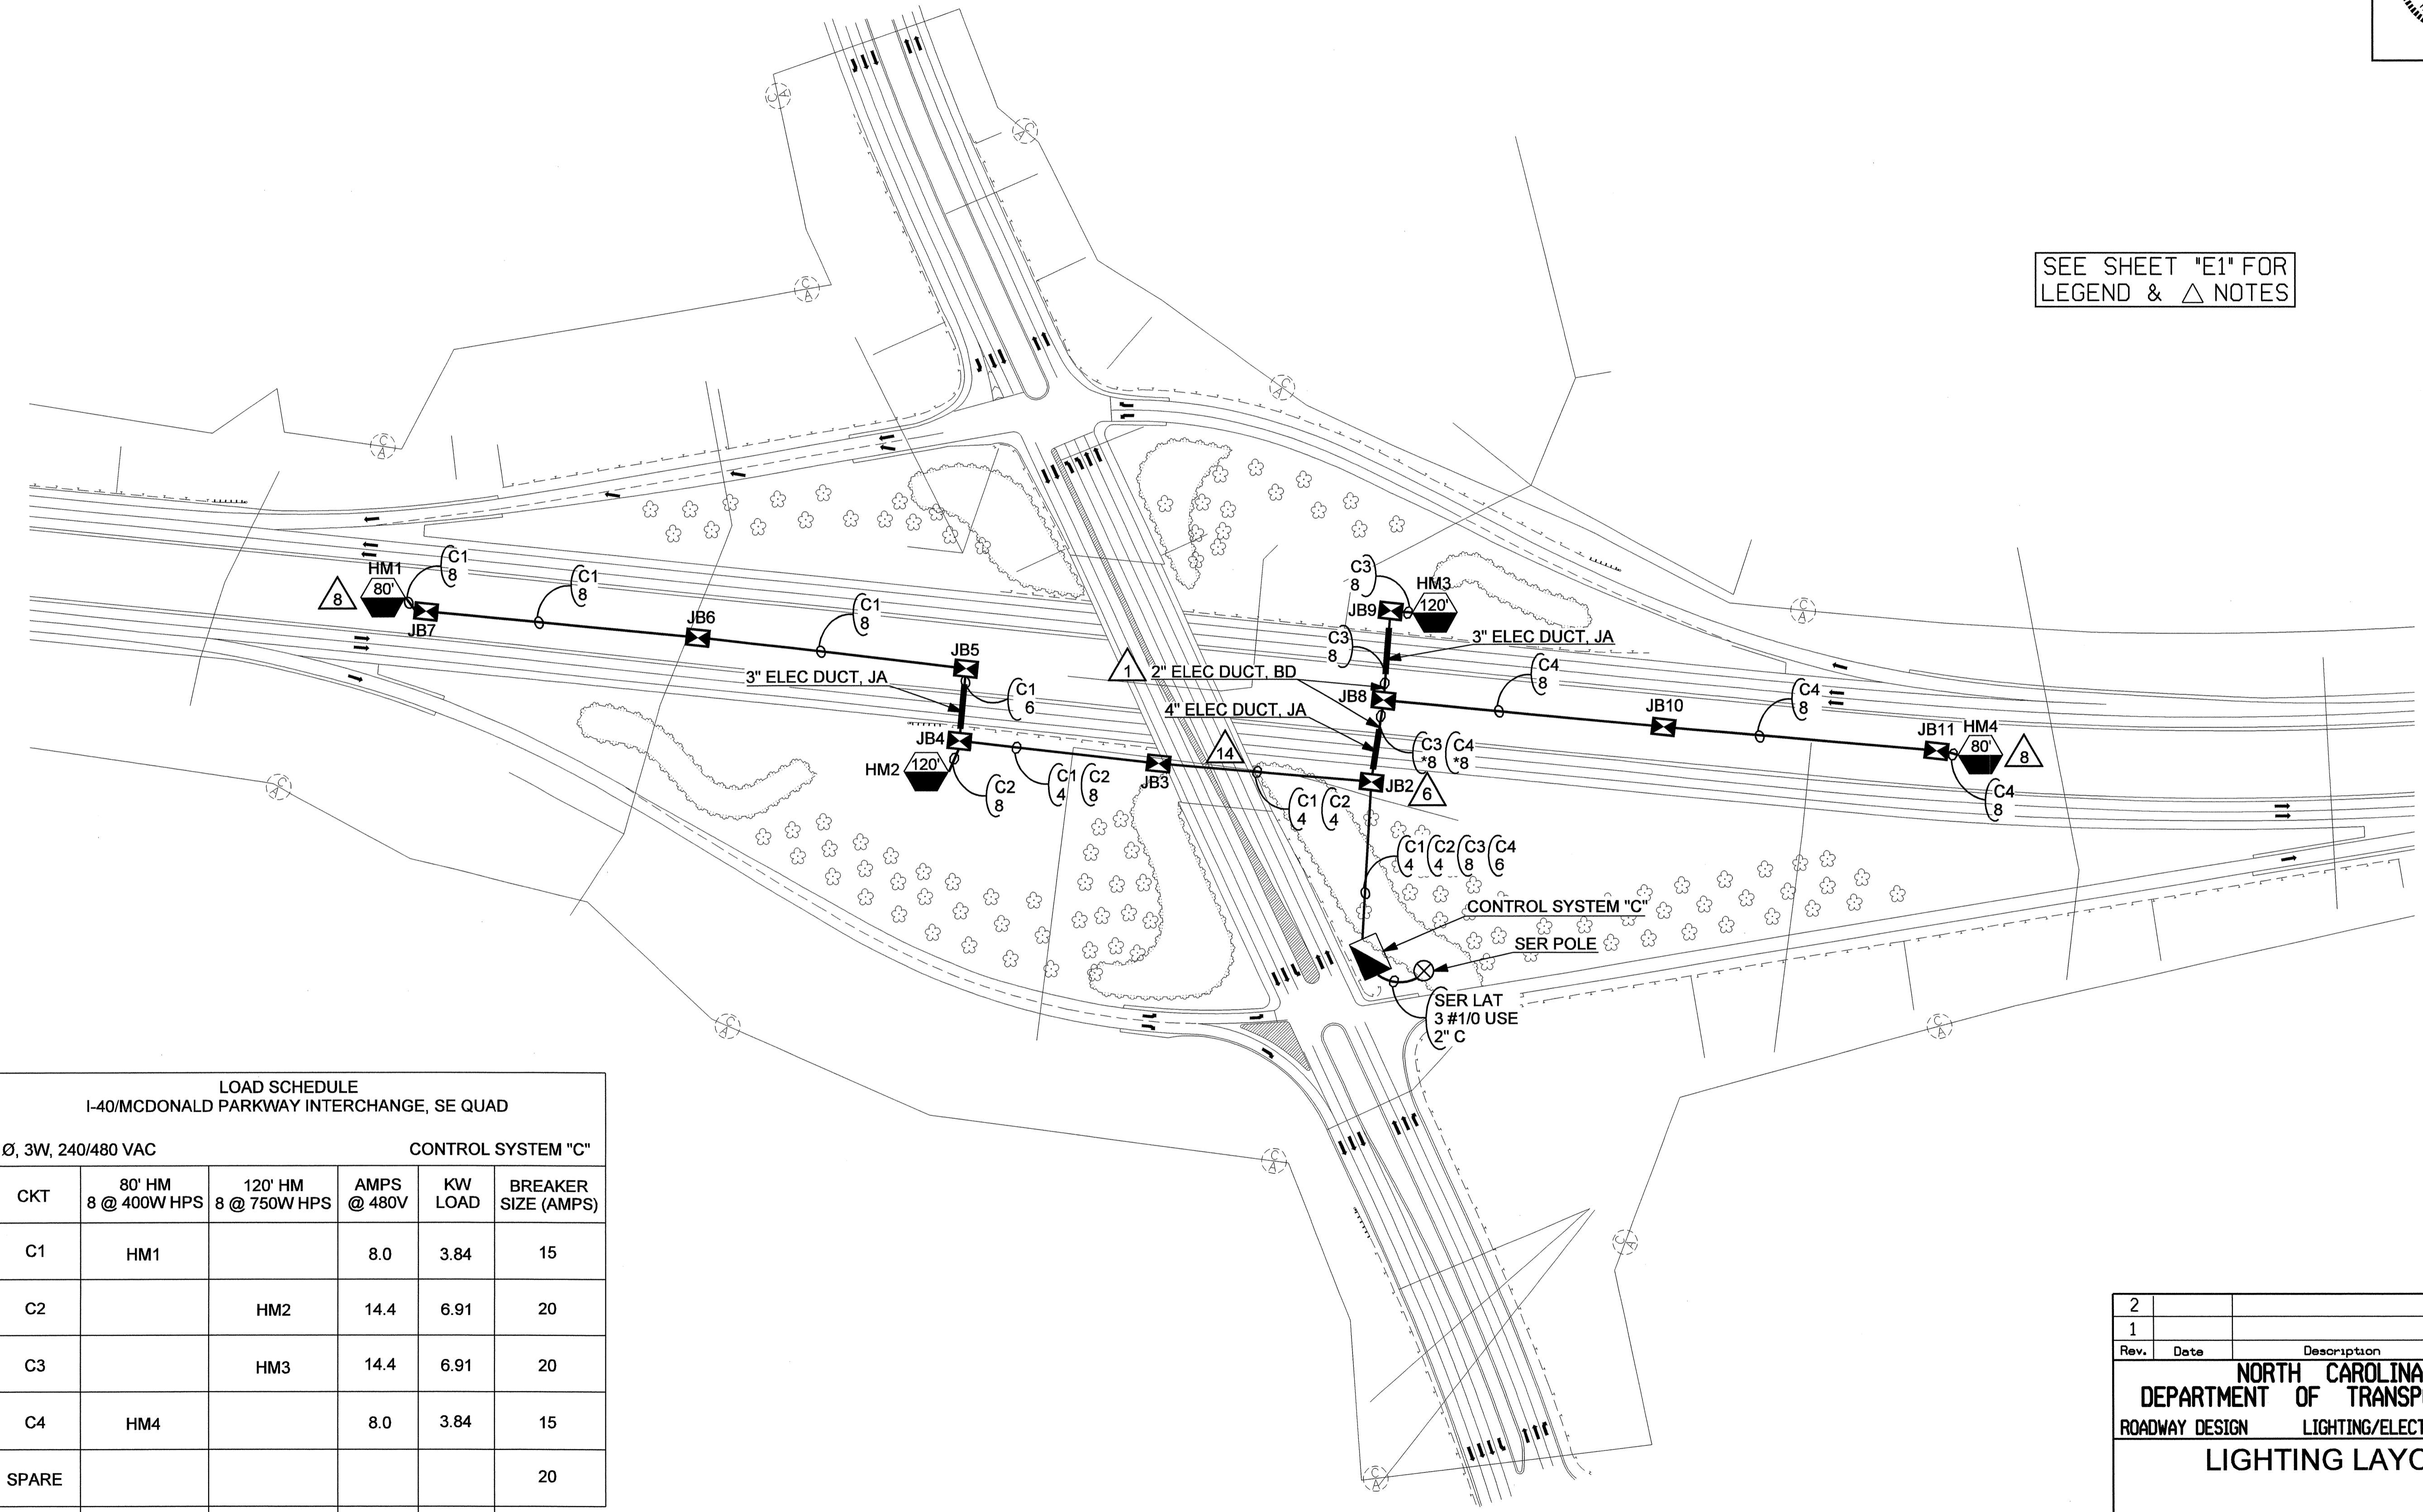 SEE SHEET "E1" FOR
LEGEND & △ NOTES
C A
C A
C A
C A
C A
C A
C A
C A
C A
C A
C A
C A
HM1
80'
8
C1
8
C1
8
C1
8
JB7
JB6
JB5
3" ELEC DUCT, JA
C1
6
JB4
HM2
120'
C2
8
C1
4
C2
8
JB3
1
14
2" ELEC DUCT, BD
4" ELEC DUCT, JA
C3
8
HM3
120'
JB9
C3
8
3" ELEC DUCT, JA
JB8
C4
8
JB10
C4
8
JB11
HM4
80'
8
C4
8
C3
*8
C4
*8
JB2
6
C1
4
C2
4
C1
4
C2
4
C3
8
C4
6
CONTROL SYSTEM "C"
SER POLE
SER LAT
3 #1/0 USE
2" C
LOAD SCHEDULE
I-40/MCDONALD PARKWAY INTERCHANGE, SE QUAD
Ø, 3W, 240/480 VAC CONTROL SYSTEM "C"
CKT
80' HM
8 @ 400W HPS
120' HM
8 @ 750W HPS
AMPS
@ 480V
KW
LOAD
BREAKER
SIZE (AMPS)
C1 HM1 8.0 3.84 15
C2 HM2 14.4 6.91 20
C3 HM3 14.4 6.91 20
C4 HM4 8.0 3.84 15
SPARE 20
2
1
Rev. Date Description
NORTH CAROLINA
DEPARTMENT OF TRANSP
ROADWAY DESIGN LIGHTING/ELECT
LIGHTING LAYO